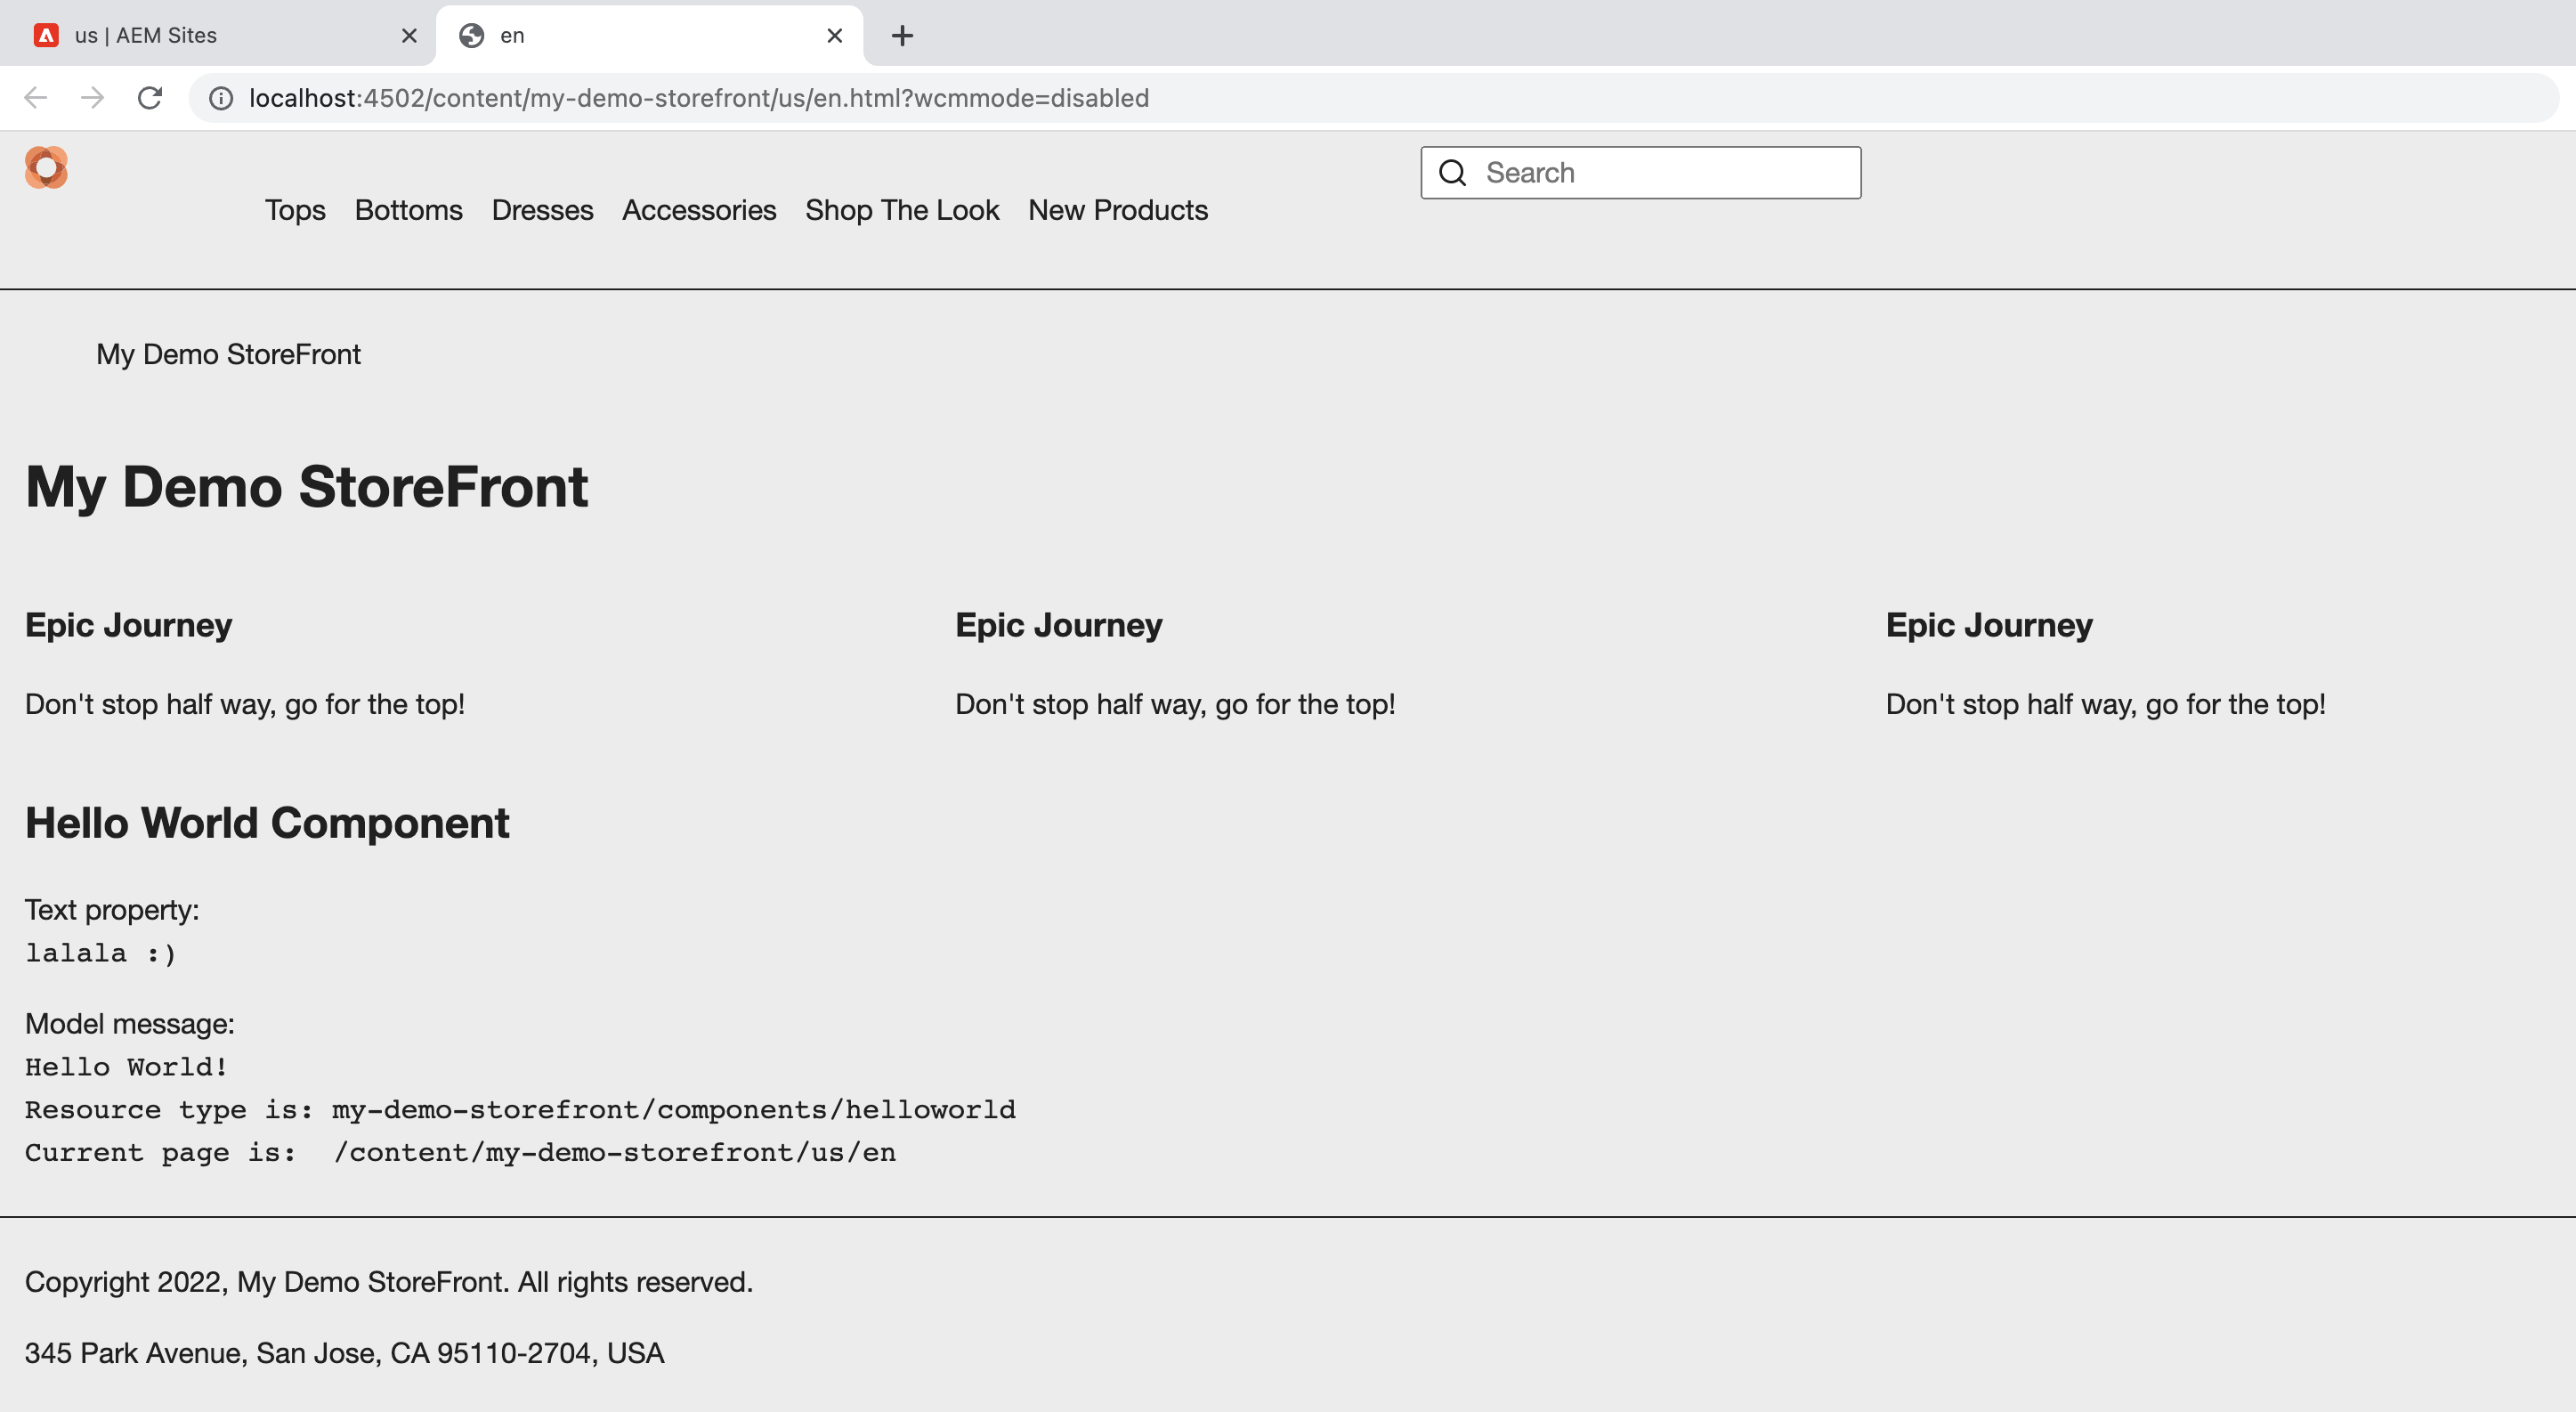 us | AEM Sites
en
localhost:4502/content/my-demo-storefront/us/en.html?wcmmode=disabled
Search
Tops Bottoms Dresses Accessories Shop The Look New Products
My Demo StoreFront
My Demo StoreFront
Epic Journey Epic Journey Epic Journey
Don't stop half way, go for the top! Don't stop half way, go for the top! Don't stop half way, go for the top!
Hello World Component
Text property:
lalala :)
Model message:
Hello World!
Resource type is: my-demo-storefront/components/helloworld
Current page is:  /content/my-demo-storefront/us/en
Copyright 2022, My Demo StoreFront. All rights reserved.
345 Park Avenue, San Jose, CA 95110-2704, USA